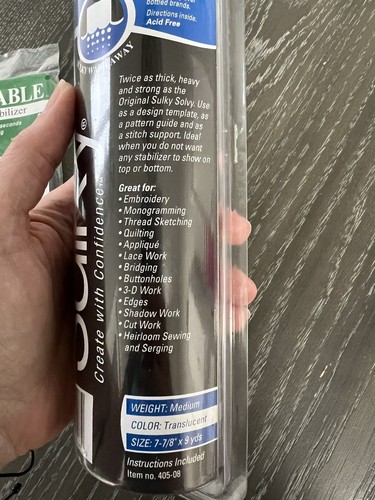 bottled brands.
Directions inside.
Acid Free
AWAY
ABLE
bilizer
seconds
Twice as thick, heavy
and strong as the
Original Sulky Solvy. Use
as a design template, as
a pattern guide and as
a stitch support. Ideal
when you do not want
any stabilizer to show on
top or bottom.
Great for:
• Embroidery
• Monogramming
• Thread Sketching
• Quilting
• Appliqué
• Lace Work
• Bridging
• Buttonholes
• 3-D Work
• Edges
• Shadow Work
• Cut Work
• Heirloom Sewing
and Serging
Sulky®
Create with Confidence™
WEIGHT: Medium
COLOR: Translucent
SIZE: 7-7/8" x 9 yds
Instructions Included
Item no. 405-08